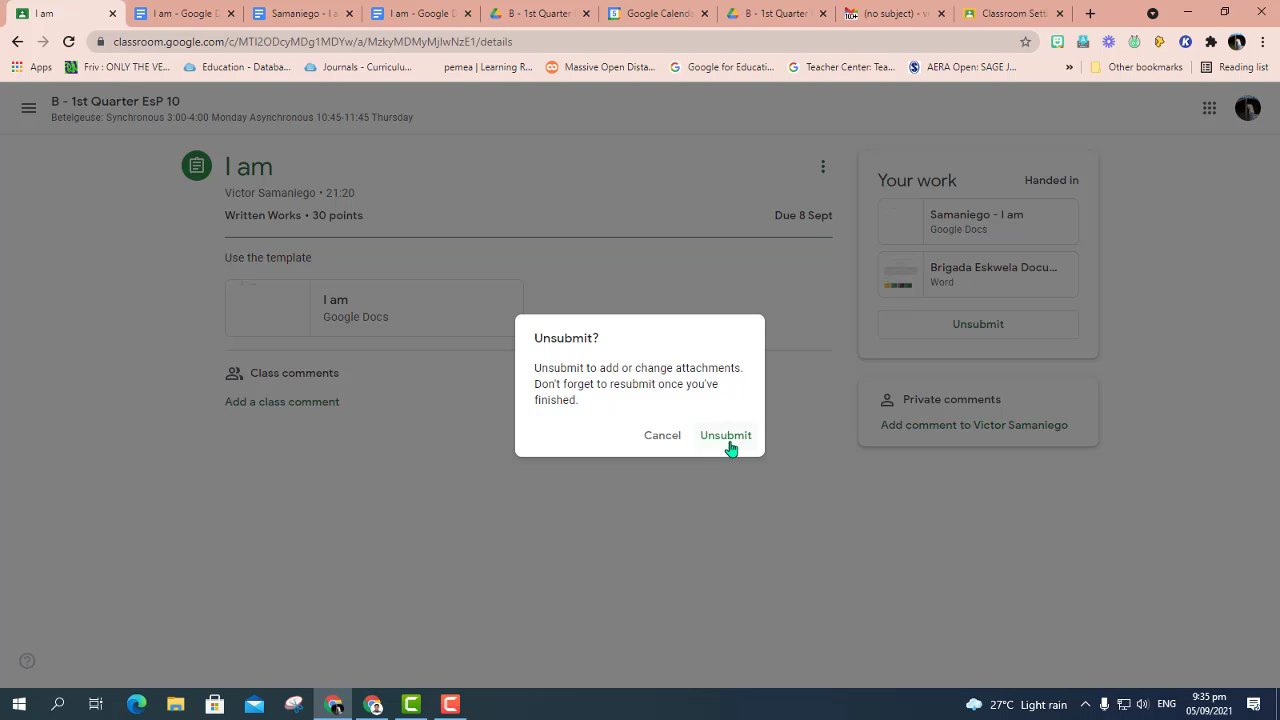 I am
I am - Google D
Samaniego - I a
I am - Google D
B - 1st Quarter
Google Calend
B - 1st Quarter
(no subject) - v
Classroom Sett
classroom.google.com/c/MTI2ODcyMDg1MDYw/a/MzkyMDMyMjIwNzE1/details
Apps
Friv : ONLY THE VE...
Education - Databa...
Journals - Curriculu...
pemea | Learning R...
Massive Open Dista...
Google for Educati...
Teacher Center: Tea...
AERA Open: SAGE J...
»
Other bookmarks
Reading list
B - 1st Quarter EsP 10
Betelgeuse: Synchronous 3:00-4:00 Monday Asynchronous 10:45-11:45 Thursday
I am
Victor Samaniego • 21:20
Written Works • 30 points
Due 8 Sept
Use the template
I am
Google Docs
Class comments
Add a class comment
Your work
Handed in
Samaniego - I am
Google Docs
Brigada Eskwela Docu...
Word
Unsubmit
Private comments
Add comment to Victor Samaniego
Unsubmit?
Unsubmit to add or change attachments.
Don't forget to resubmit once you've
finished.
Cancel
Unsubmit
27°C Light rain
ENG
9:35 pm
05/09/2021